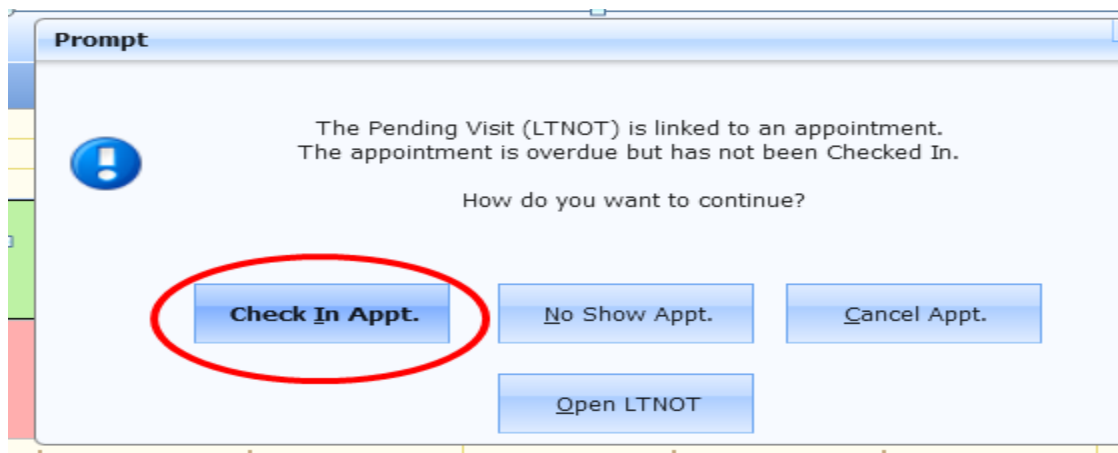 Prompt
The Pending Visit (LTNOT) is linked to an appointment.
The appointment is overdue but has not been Checked In.
How do you want to continue?
Check In Appt.
No Show Appt.
Cancel Appt.
Open LTNOT